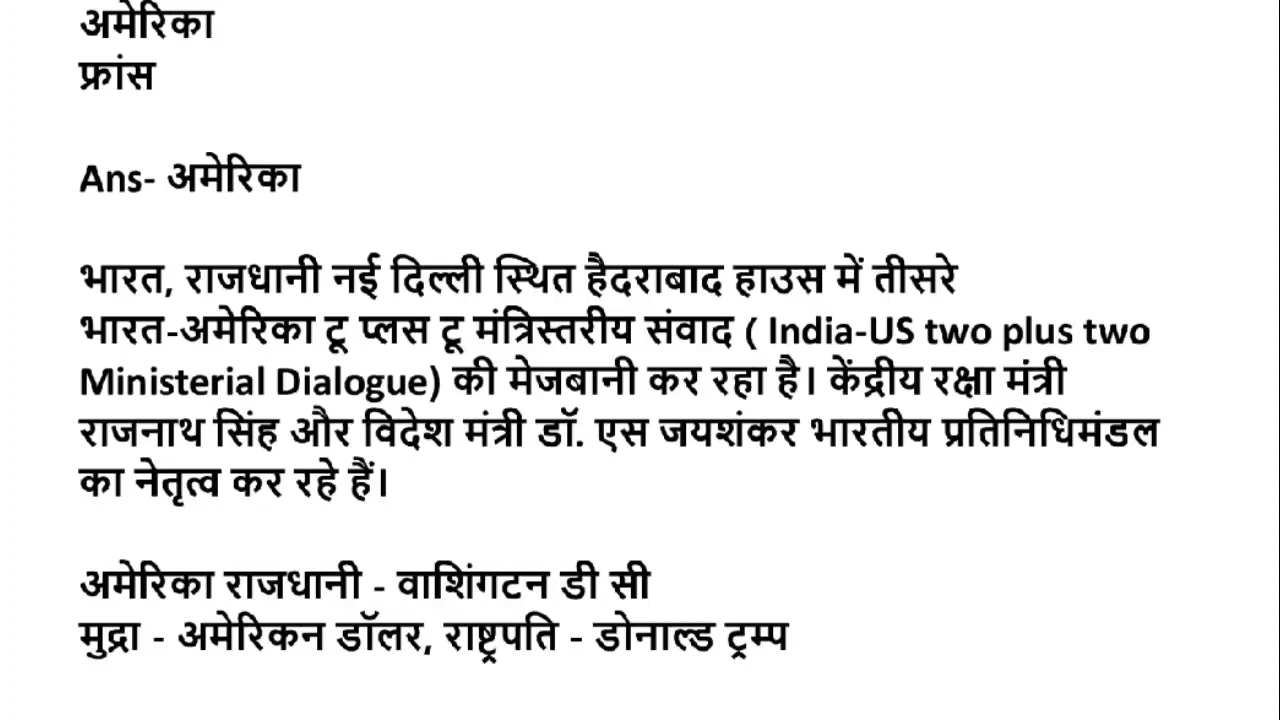 अमेरिका
फ्रांस
Ans- अमेरिका
भारत, राजधानी नई दिल्ली स्थित हैदराबाद हाउस में तीसरे
भारत-अमेरिका टू प्लस टू मंत्रिस्तरीय संवाद ( India-US two plus two
Ministerial Dialogue) की मेजबानी कर रहा है। केंद्रीय रक्षा मंत्री
राजनाथ सिंह और विदेश मंत्री डॉ. एस जयशंकर भारतीय प्रतिनिधिमंडल
का नेतृत्व कर रहे हैं।
अमेरिका राजधानी - वाशिंगटन डी सी
मुद्रा - अमेरिकन डॉलर, राष्ट्रपति - डोनाल्ड ट्रम्प